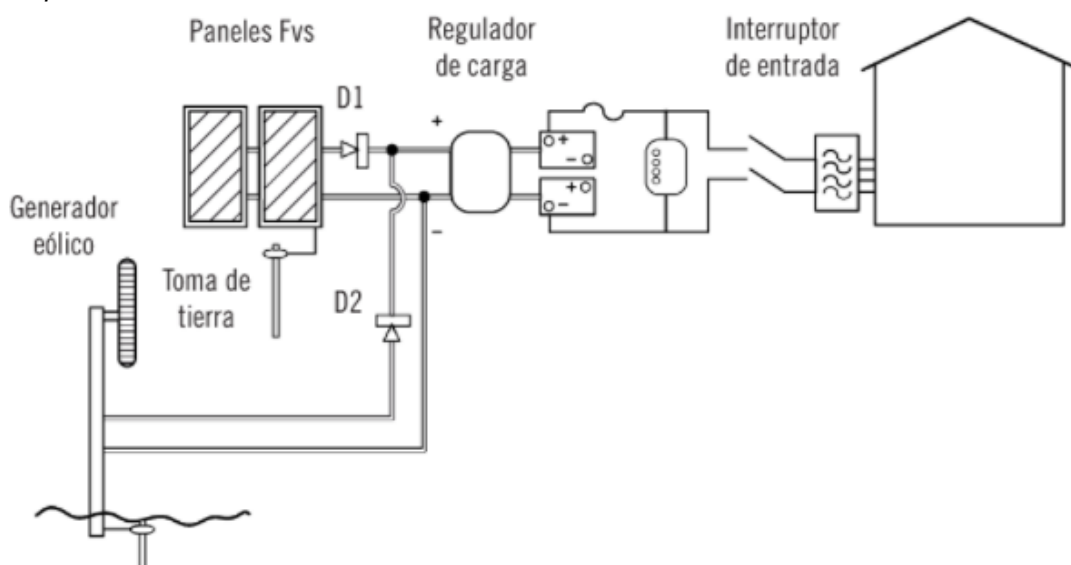 Paneles Fvs
Regulador
de carga
Interruptor
de entrada
D1
+
+
-
+
-
-
Generador
eólico
Toma de
tierra
D2